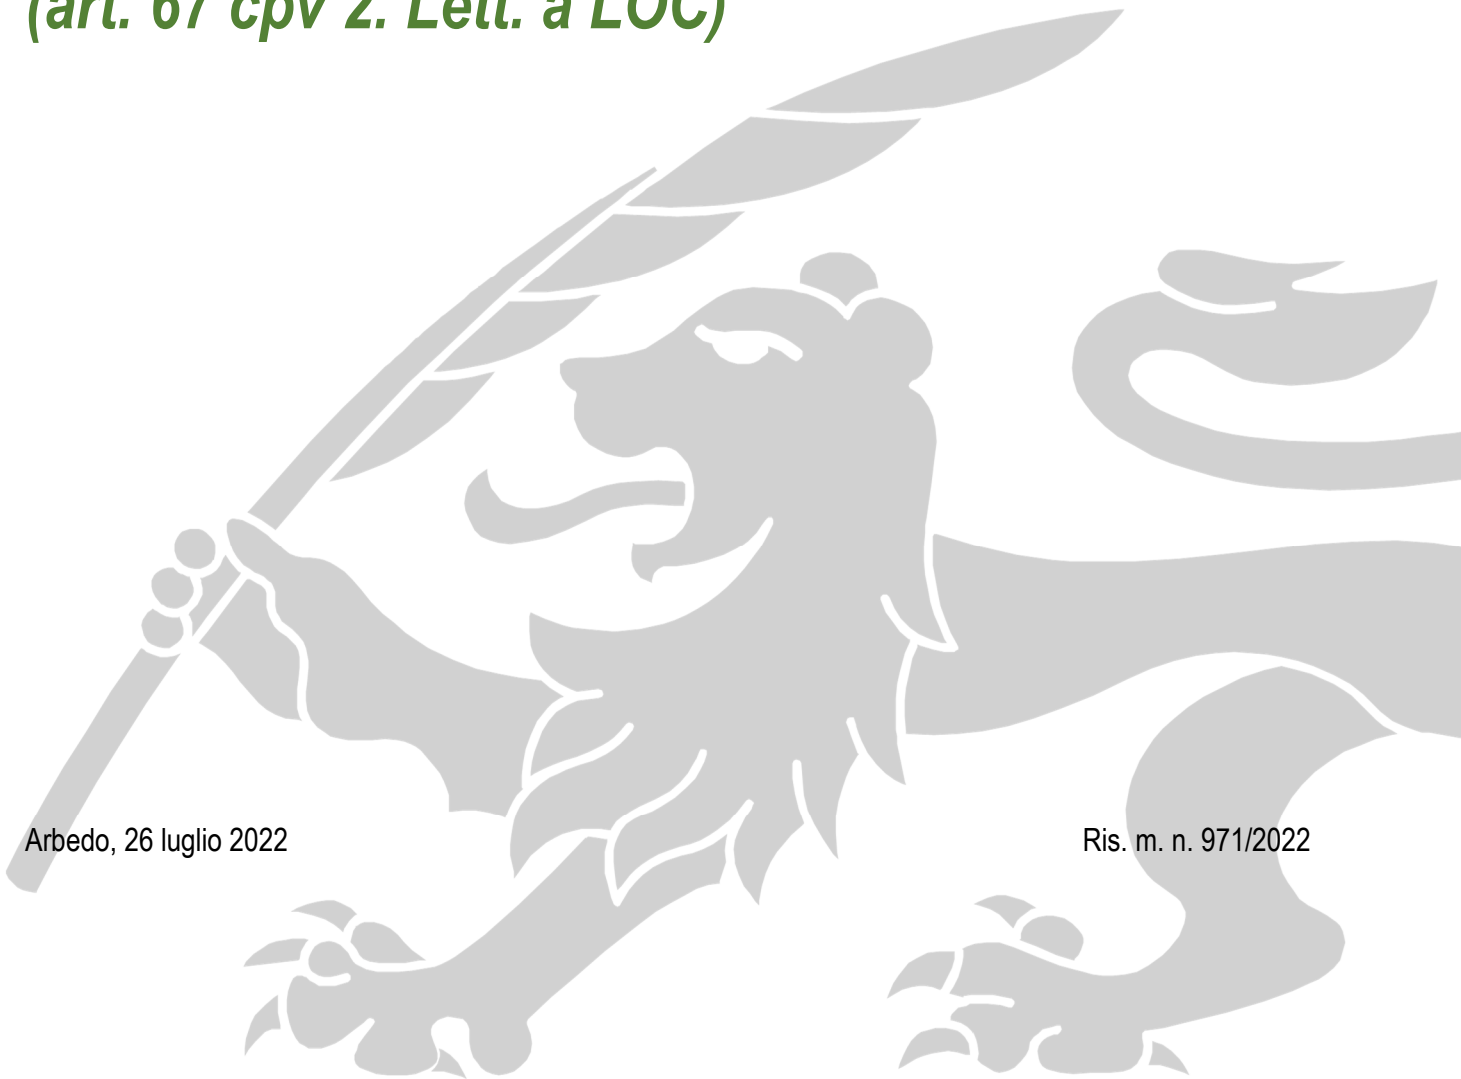 (art. 67 cpv 2. Lett. a LOC)
Arbedo, 26 luglio 2022
Ris. m. n. 971/2022